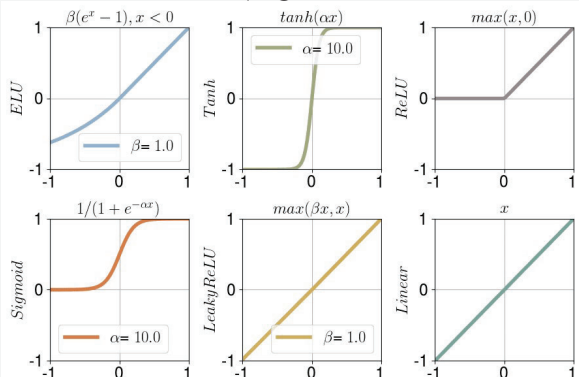 β(e^x − 1), x < 0
tanh(αx)
max(x, 0)
1
0
-1
ELU
β= 1.0
-1
0
1
1
0
-1
Tanh
α= 10.0
-1
0
1
1
0
-1
ReLU
-1
0
1
1/(1 + e^{−αx})
max(βx, x)
x
1
0
-1
Sigmoid
α= 10.0
-1
0
1
1
0
-1
LeakyReLU
β= 1.0
-1
0
1
1
0
-1
Linear
-1
0
1